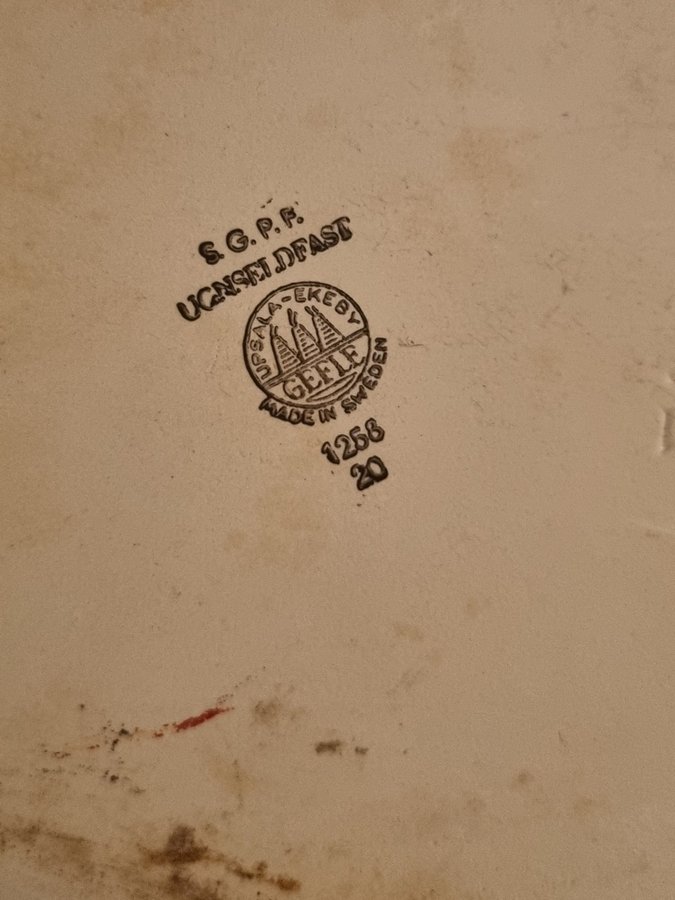 S. G. P. F.
UGNSELDFAST
UPSALA-EKEBY
GEFLE
MADE IN SWEDEN
1258
20